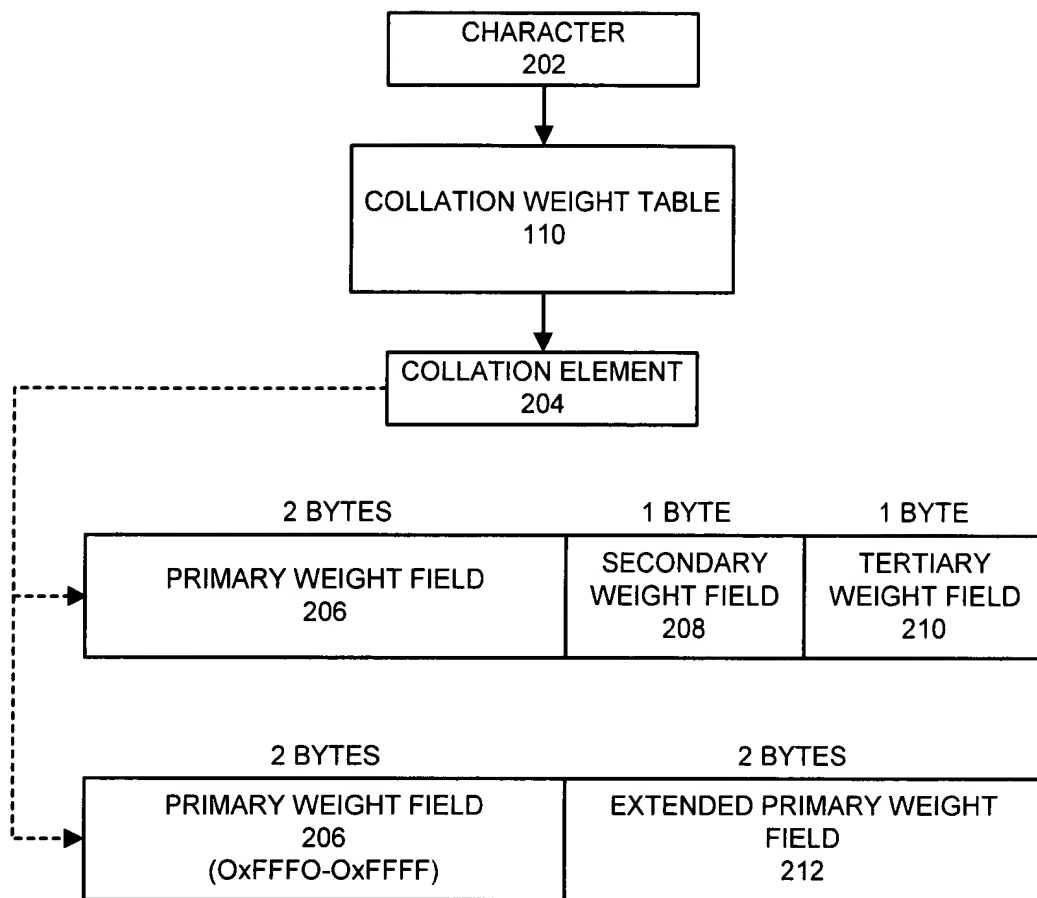 CHARACTER
202
COLLATION WEIGHT TABLE
110
COLLATION ELEMENT
204
2 BYTES
1 BYTE
1 BYTE
PRIMARY WEIGHT FIELD
206
SECONDARY
WEIGHT FIELD
208
TERTIARY
WEIGHT FIELD
210
2 BYTES
2 BYTES
PRIMARY WEIGHT FIELD
206
(OxFFFO-OxFFFF)
EXTENDED PRIMARY WEIGHT
FIELD
212